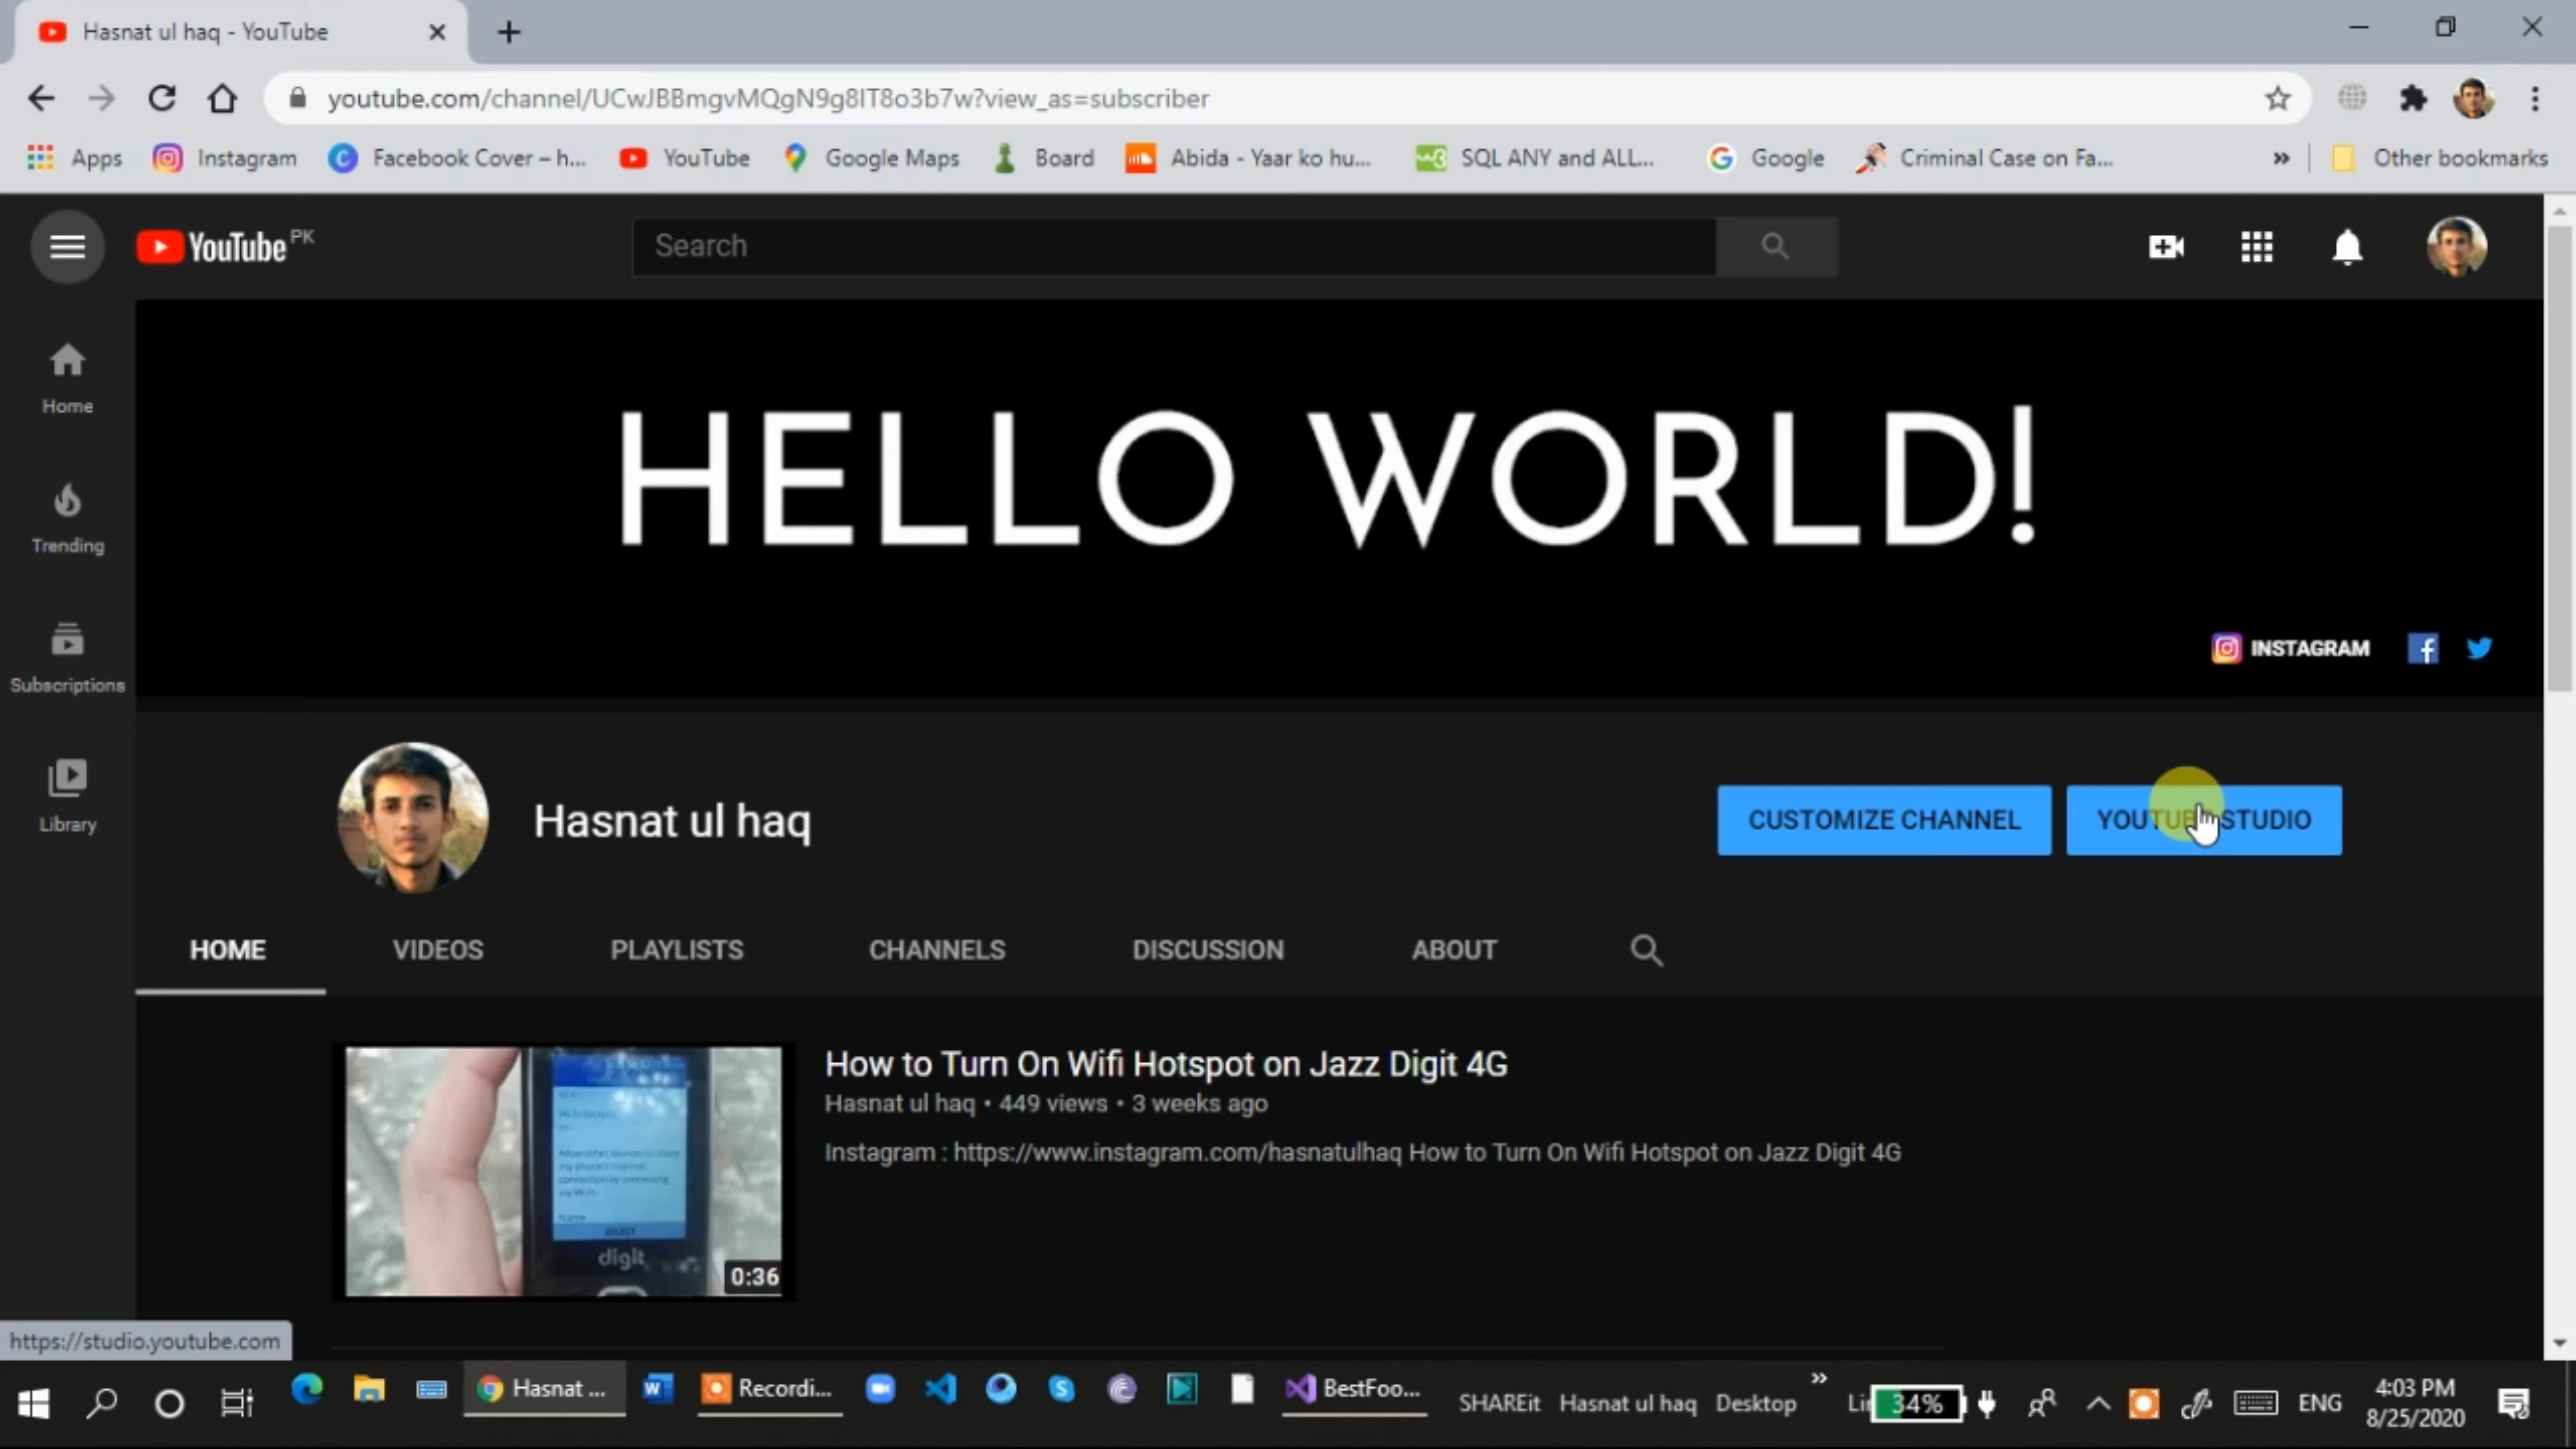 Hasnat ul haq - YouTube
youtube.com/channel/UCwJBBmgvMQgN9g8lT8o3b7w?view_as=subscriber
Apps Instagram Facebook Cover – h... YouTube Google Maps Board Abida - Yaar ko hu... SQL ANY and ALL... Google Criminal Case on Fa... » Other bookmarks
YouTube PK Search
Home
Trending
Subscriptions
Library
HELLO WORLD!
INSTAGRAM
Hasnat ul haq
CUSTOMIZE CHANNEL YOUTUBE STUDIO
HOME VIDEOS PLAYLISTS CHANNELS DISCUSSION ABOUT
How to Turn On Wifi Hotspot on Jazz Digit 4G
Hasnat ul haq • 449 views • 3 weeks ago
Instagram : https://www.instagram.com/hasnatulhaq How to Turn On Wifi Hotspot on Jazz Digit 4G
SELECT
digit
0:36
https://studio.youtube.com
Hasnat ... Recordi... BestFoo... SHAREit Hasnat ul haq Desktop » 34% ENG
4:03 PM
8/25/2020